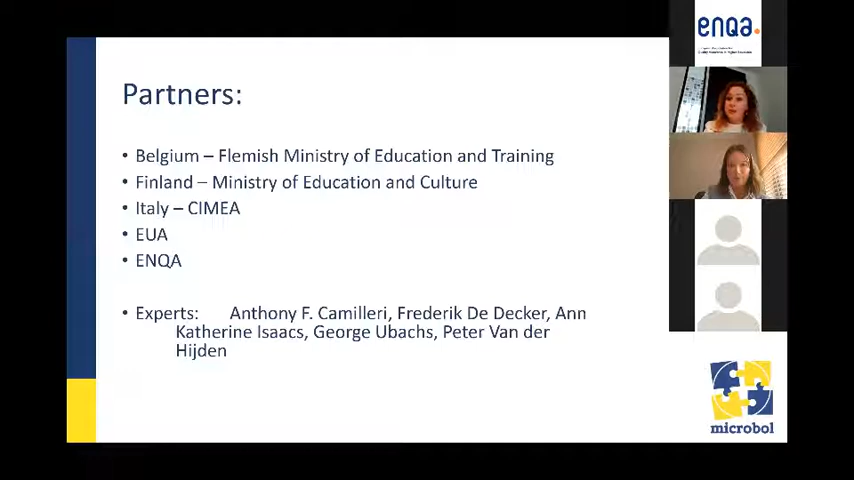 enqa.
Partners:
• Belgium – Flemish Ministry of Education and Training
• Finland – Ministry of Education and Culture
• Italy – CIMEA
• EUA
• ENQA
• Experts: Anthony F. Camilleri, Frederik De Decker, Ann
Katherine Isaacs, George Ubachs, Peter Van der
Hijden
microbol